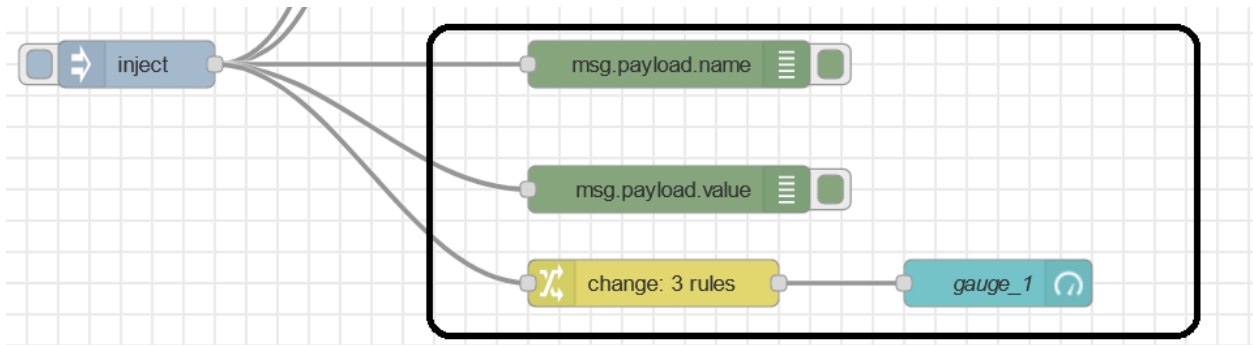 inject
msg.payload.name
msg.payload.value
change: 3 rules
gauge_1